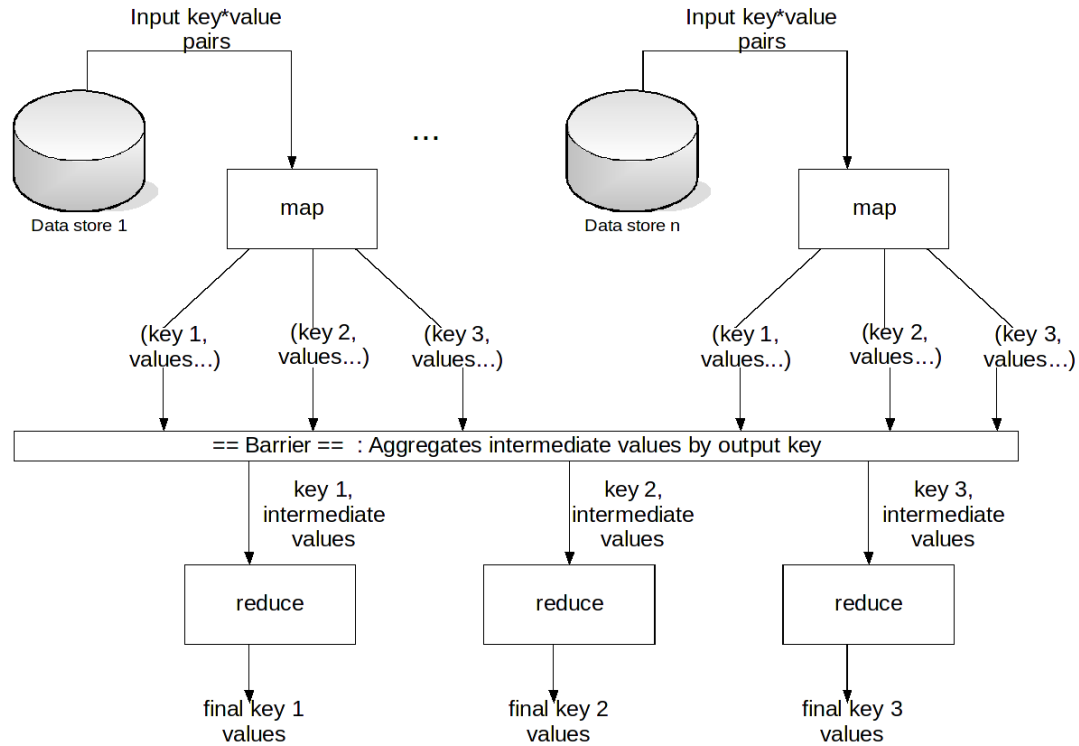 Input key*value
pairs
Input key*value
pairs
...
Data store 1
map
Data store n
map
(key 1,
values...)
(key 2,
values...)
(key 3,
values...)
(key 1,
values...)
(key 2,
values...)
(key 3,
values...)
== Barrier == : Aggregates intermediate values by output key
key 1,
intermediate
values
key 2,
intermediate
values
key 3,
intermediate
values
reduce
reduce
reduce
final key 1
values
final key 2
values
final key 3
values